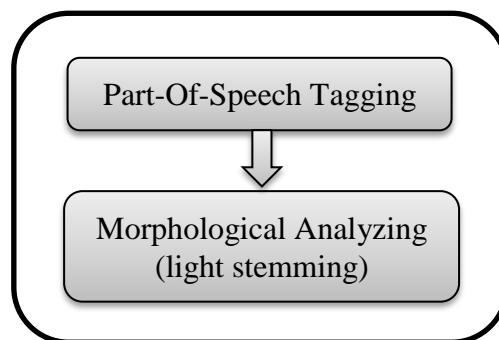 Part-Of-Speech Tagging
Morphological Analyzing
(light stemming)